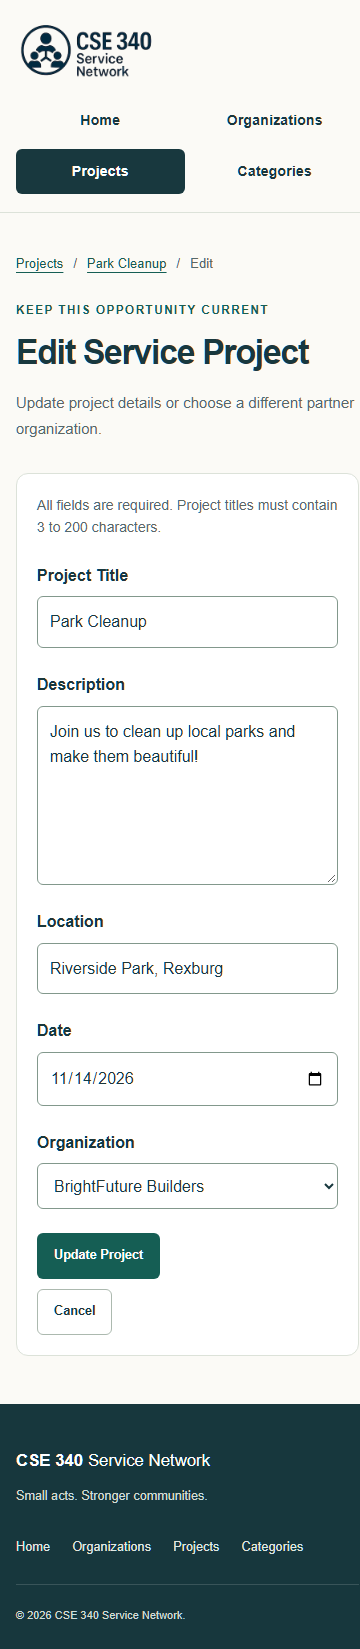 CSE 340
Service
Network
Home
Organizations
Projects
Categories
Projects / Park Cleanup / Edit
KEEP THIS OPPORTUNITY CURRENT
Edit Service Project
Update project details or choose a different partner
organization.
All fields are required. Project titles must contain
3 to 200 characters.
Project Title
Park Cleanup
Description
Join us to clean up local parks and
make them beautiful!
Location
Riverside Park, Rexburg
Date
11/14/2026
Organization
BrightFuture Builders
Update Project
Cancel
CSE 340 Service Network
Small acts. Stronger communities.
Home Organizations Projects Categories
© 2026 CSE 340 Service Network.